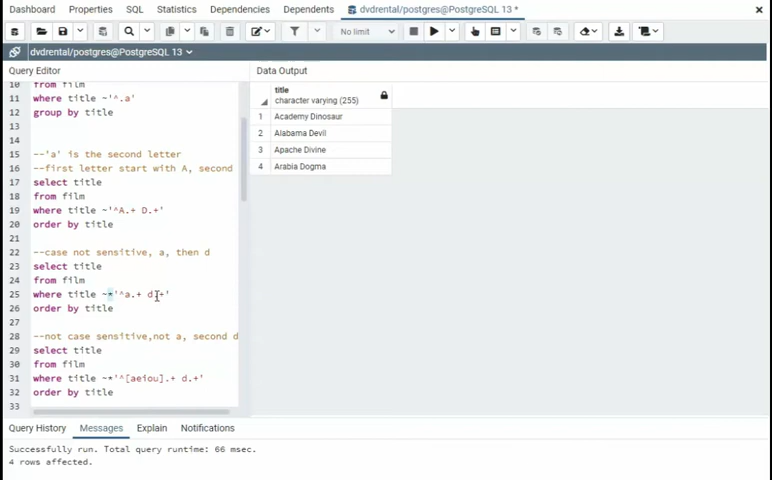 Dashboard Properties SQL Statistics Dependencies Dependents dvdrental/postgres@PostgreSQL 13 *
No limit
dvdrental/postgres@PostgreSQL 13
Query Editor
Data Output
10 from film
11 where title ~'^.a'
12 group by title
13
14
15 --'a' is the second letter
16 --first letter start with A, second
17 select title
18 from film
19 where title ~'^A.+ D.+'
20 order by title
21
22 --case not sensitive, a, then d
23 select title
24 from film
25 where title ~*'^a.+ d.+'
26 order by title
27
28 --not case sensitive,not a, second d
29 select title
30 from film
31 where title ~*'^[aeiou].+ d.+'
32 order by title
33
title
character varying (255)
1 Academy Dinosaur
2 Alabama Devil
3 Apache Divine
4 Arabia Dogma
Query History Messages Explain Notifications
Successfully run. Total query runtime: 66 msec.
4 rows affected.